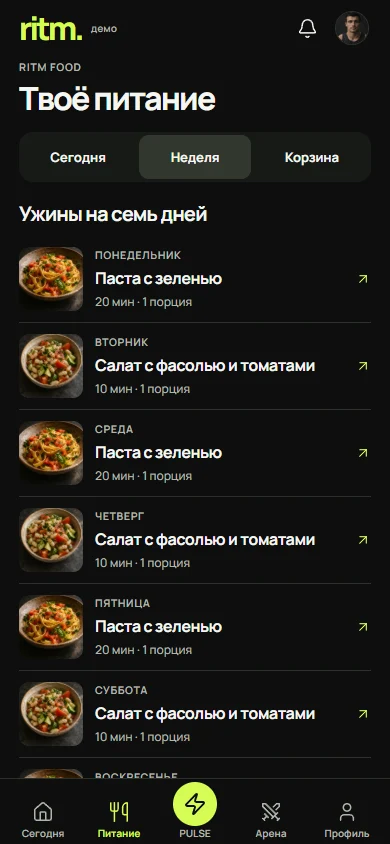 ritm. демо
RITM FOOD
Твоё питание
Сегодня Неделя Корзина
Ужины на семь дней
ПОНЕДЕЛЬНИК
Паста с зеленью
20 мин · 1 порция
ВТОРНИК
Салат с фасолью и томатами
10 мин · 1 порция
СРЕДА
Паста с зеленью
20 мин · 1 порция
ЧЕТВЕРГ
Салат с фасолью и томатами
10 мин · 1 порция
ПЯТНИЦА
Паста с зеленью
20 мин · 1 порция
СУББОТА
Салат с фасолью и томатами
10 мин · 1 порция
ВОСКРЕСЕНЬЕ
Сегодня Питание PULSE Арена Профиль